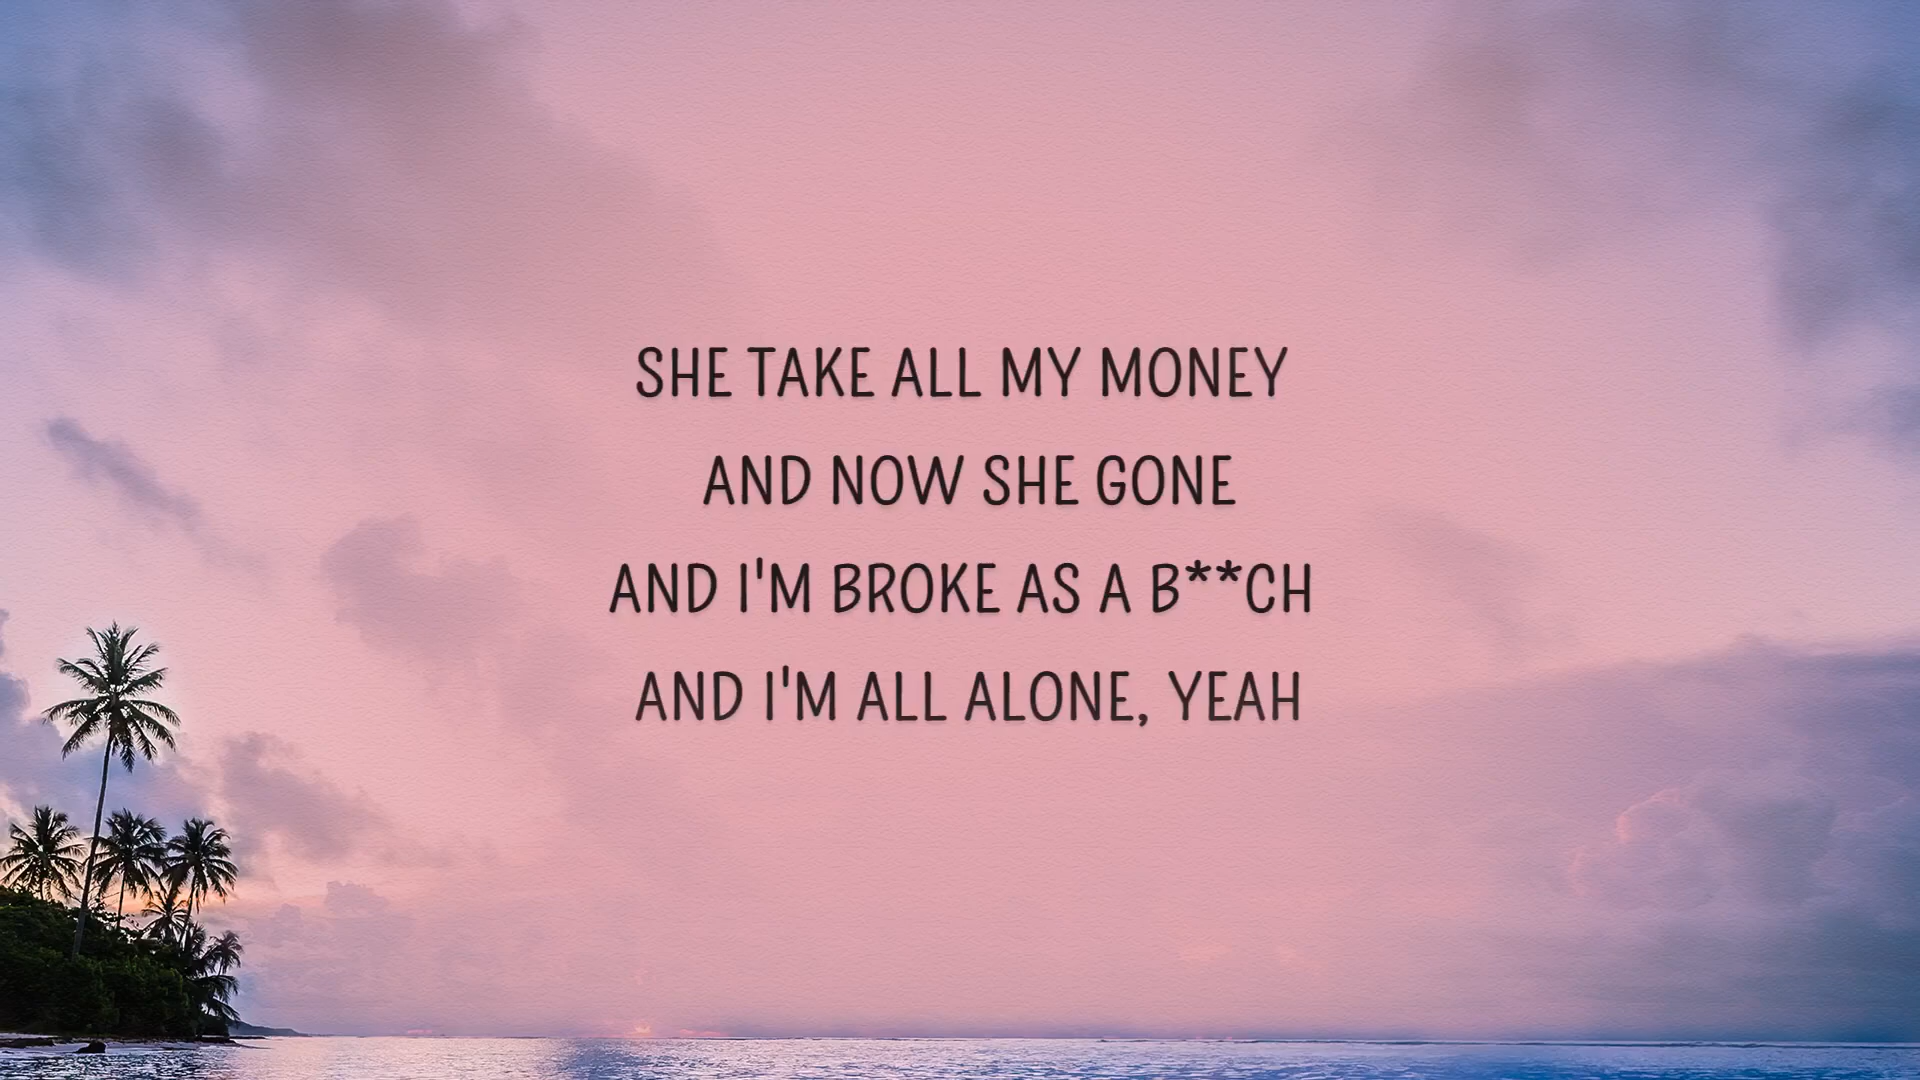 SHE TAKE ALL MY MONEY
AND NOW SHE GONE
AND I'M BROKE AS A B**CH
AND I'M ALL ALONE, YEAH